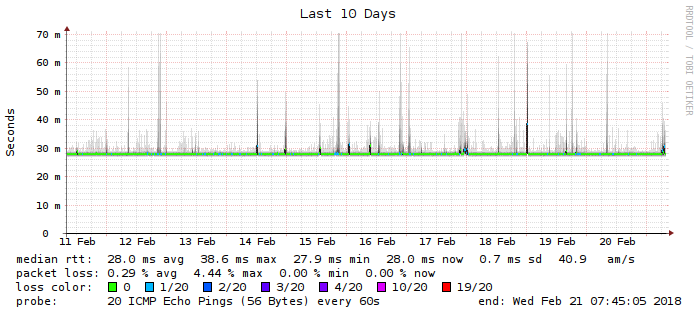 Last 10 Days
RRDTOOL / TOBI OETIKER
Seconds
70 m
60 m
50 m
40 m
30 m
20 m
10 m
0
11 Feb 12 Feb 13 Feb 14 Feb 15 Feb 16 Feb 17 Feb 18 Feb 19 Feb 20 Feb
median rtt: 28.0 ms avg 38.6 ms max 27.9 ms min 28.0 ms now 0.7 ms sd 40.9 am/s
packet loss: 0.29 % avg 4.44 % max 0.00 % min 0.00 % now
loss color: 0 1/20 2/20 3/20 4/20 10/20 19/20
probe: 20 ICMP Echo Pings (56 Bytes) every 60s end: Wed Feb 21 07:45:05 2018